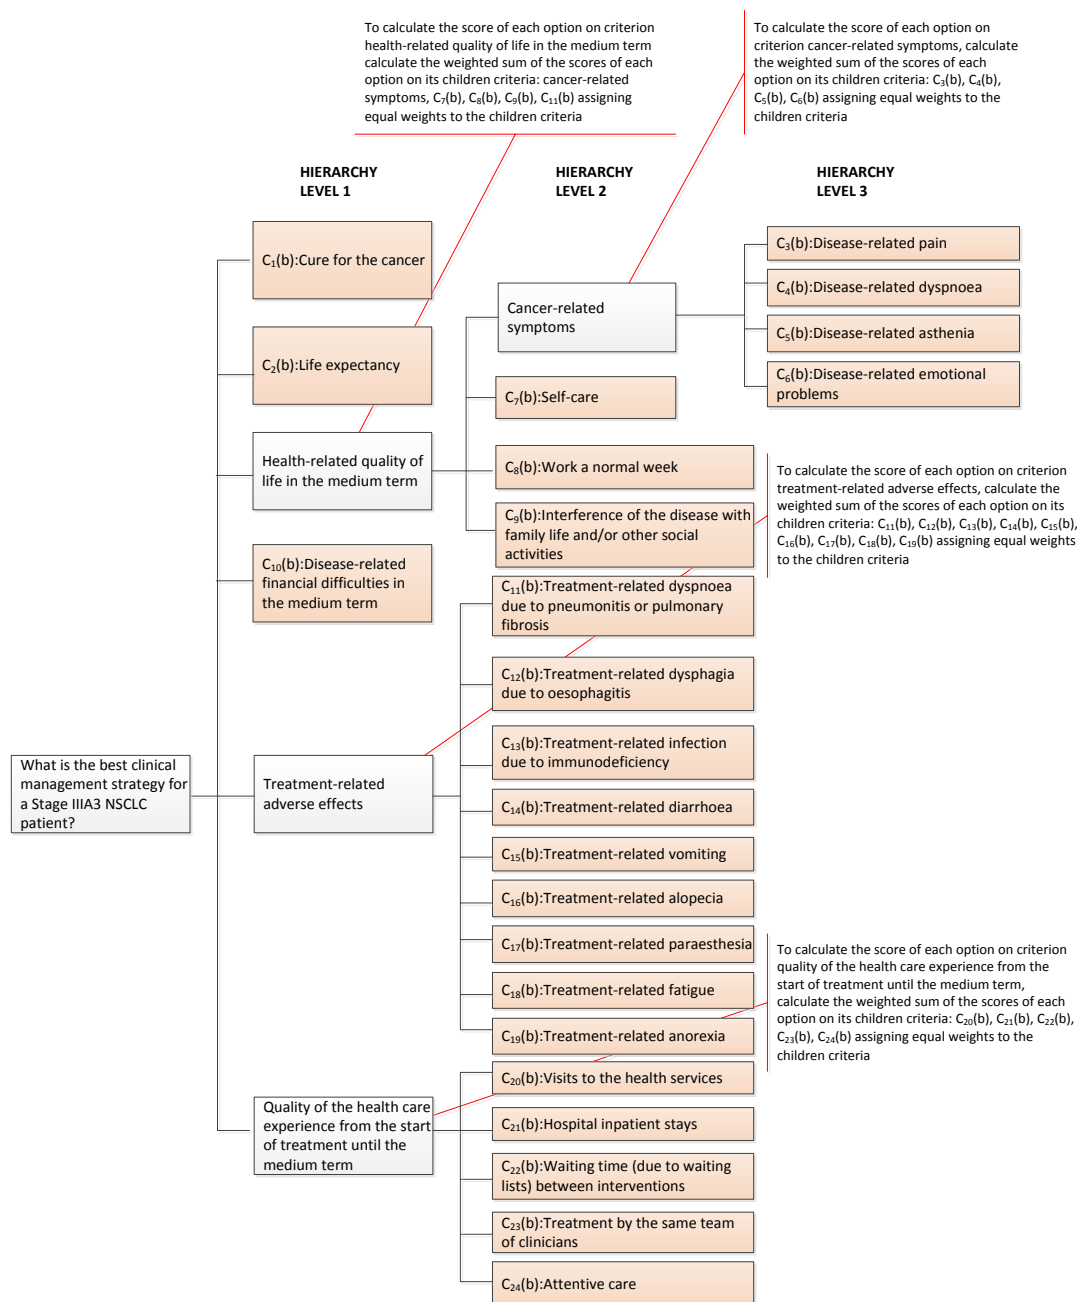 To calculate the score of each option on criterion
health-related quality of life in the medium term
calculate the weighted sum of the scores of each
option on its children criteria: cancer-related
symptoms, C7(b), C8(b), C9(b), C11(b) assigning
equal weights to the children criteria
To calculate the score of each option on
criterion cancer-related symptoms, calculate
the weighted sum of the scores of each
option on its children criteria: C3(b), C4(b),
C5(b), C6(b) assigning equal weights to the
children criteria
HIERARCHY
LEVEL 1
HIERARCHY
LEVEL 2
HIERARCHY
LEVEL 3
C1(b):Cure for the cancer
C2(b):Life expectancy
Health-related quality of
life in the medium term
C10(b):Disease-related
financial difficulties in
the medium term
Cancer-related
symptoms
C7(b):Self-care
C8(b):Work a normal week
C9(b):Interference of the disease with
family life and/or other social
activities
C3(b):Disease-related pain
C4(b):Disease-related dyspnoea
C5(b):Disease-related asthenia
C6(b):Disease-related emotional
problems
To calculate the score of each option on criterion
treatment-related adverse effects, calculate the
weighted sum of the scores of each option on its
children criteria: C11(b), C12(b), C13(b), C14(b), C15(b),
C16(b), C17(b), C18(b), C19(b) assigning equal weights
to the children criteria
What is the best clinical
management strategy for
a Stage IIIA3 NSCLC
patient?
Treatment-related
adverse effects
C11(b):Treatment-related dyspnoea
due to pneumonitis or pulmonary
fibrosis
C12(b):Treatment-related dysphagia
due to oesophagitis
C13(b):Treatment-related infection
due to immunodeficiency
C14(b):Treatment-related diarrhoea
C15(b):Treatment-related vomiting
C16(b):Treatment-related alopecia
C17(b):Treatment-related paraesthesia
C18(b):Treatment-related fatigue
C19(b):Treatment-related anorexia
To calculate the score of each option on criterion
quality of the health care experience from the
start of treatment until the medium term,
calculate the weighted sum of the scores of each
option on its children criteria: C20(b), C21(b), C22(b),
C23(b), C24(b) assigning equal weights to the
children criteria
Quality of the health care
experience from the start
of treatment until the
medium term
C20(b):Visits to the health services
C21(b):Hospital inpatient stays
C22(b):Waiting time (due to waiting
lists) between interventions
C23(b):Treatment by the same team
of clinicians
C24(b):Attentive care